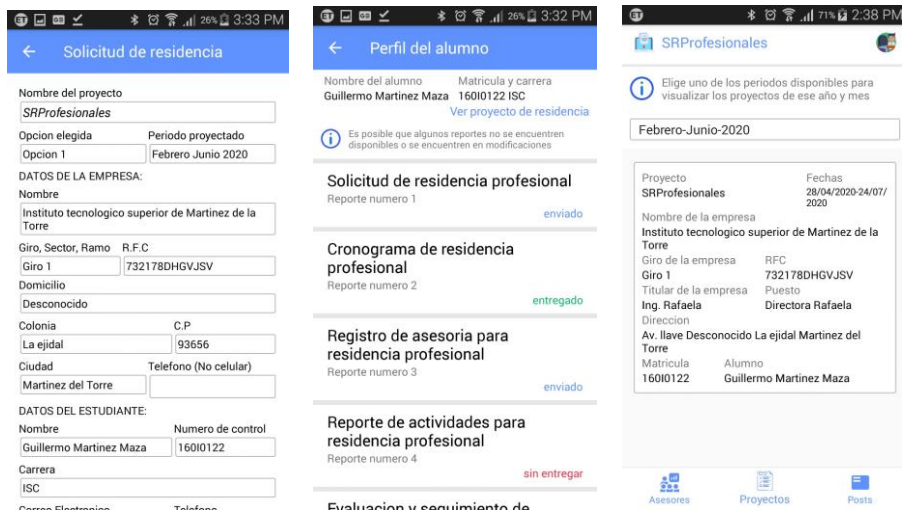 26% 3:33 PM
Solicitud de residencia
Nombre del proyecto
SRProfesionales
Opcion elegida Periodo proyectado
Opcion 1 Febrero Junio 2020
DATOS DE LA EMPRESA:
Nombre
Instituto tecnologico superior de Martinez de la
Torre
Giro, Sector, Ramo R.F.C
Giro 1 732178DHGVJSV
Domicilio
Desconocido
Colonia C.P
La ejidal 93656
Ciudad Telefono (No celular)
Martinez del Torre
DATOS DEL ESTUDIANTE:
Nombre Numero de control
Guillermo Martinez Maza 160I0122
Carrera
ISC
Correo Electronico Telefono
26% 3:32 PM
Perfil del alumno
Nombre del alumno Matricula y carrera
Guillermo Martinez Maza 160I0122 ISC
Ver proyecto de residencia
Es posible que algunos reportes no se encuentren
disponibles o se encuentren en modificaciones
Solicitud de residencia profesional
Reporte numero 1
enviado
Cronograma de residencia
profesional
Reporte numero 2
entregado
Registro de asesoria para
residencia profesional
Reporte numero 3
enviado
Reporte de actividades para
residencia profesional
Reporte numero 4
sin entregar
Evaluacion y seguimiento de
71% 2:38 PM
SRProfesionales
Elige uno de los periodos disponibles para
visualizar los proyectos de ese año y mes
Febrero-Junio-2020
Proyecto Fechas
SRProfesionales 28/04/2020-24/07/
2020
Nombre de la empresa
Instituto tecnologico superior de Martinez de la
Torre
Giro de la empresa RFC
Giro 1 732178DHGVJSV
Titular de la empresa Puesto
Ing. Rafaela Directora Rafaela
Direccion
Av. llave Desconocido La ejidal Martinez del
Torre
Matricula Alumno
160I0122 Guillermo Martinez Maza
Asesores Proyectos Posts